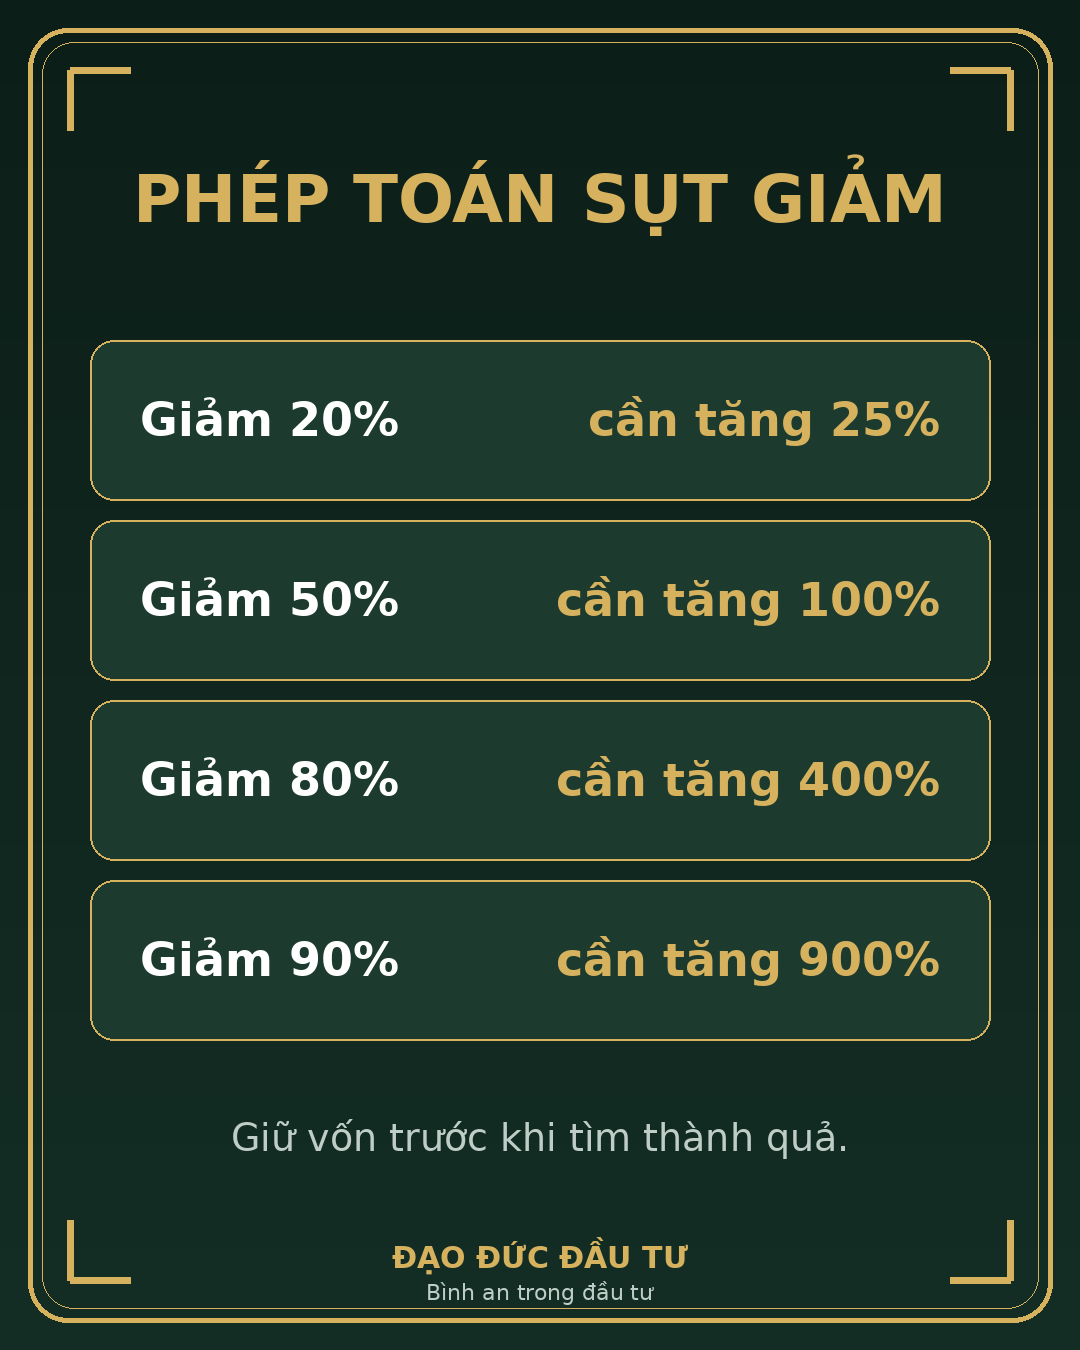 PHÉP TOÁN SỤT GIẢM
Giảm 20% cần tăng 25%
Giảm 50% cần tăng 100%
Giảm 80% cần tăng 400%
Giảm 90% cần tăng 900%
Giữ vốn trước khi tìm thành quả.
ĐẠO ĐỨC ĐẦU TƯ
Bình an trong đầu tư